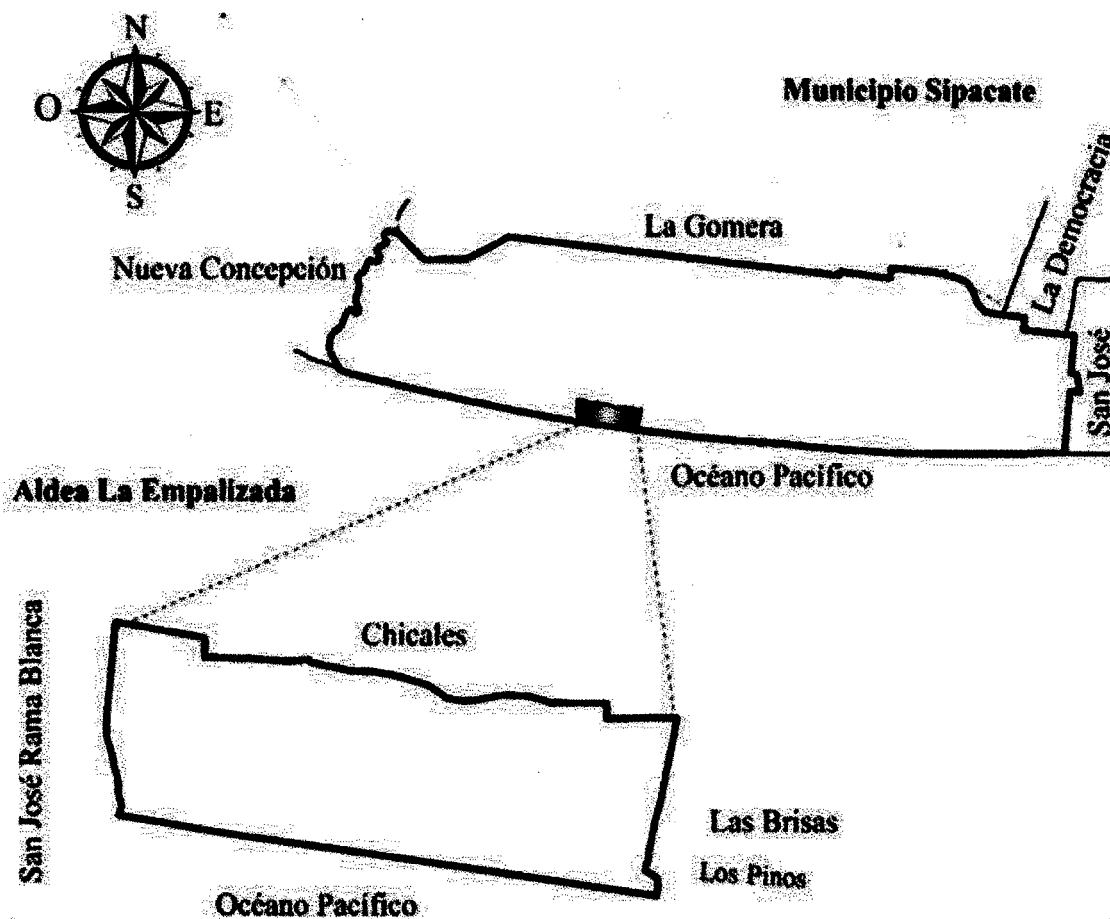 N
O
E
S
Municipio Sipacate
La Gomera
La Democracia
Nueva Concepción
San José
Océano Pacífico
Aldea La Empalizada
San José Rama Blanca
Chicales
Las Brisas
Los Pinos
Océano Pacífico